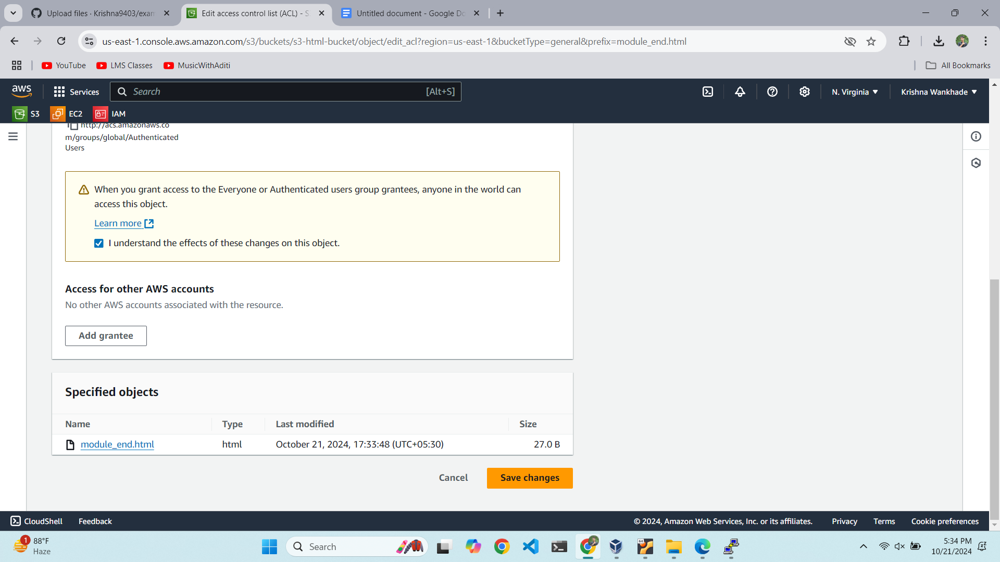 Upload files · Krishna9403/exam
Edit access control list (ACL) - S
Untitled document - Google Do
us-east-1.console.aws.amazon.com/s3/buckets/s3-html-bucket/object/edit_acl?region=us-east-1&bucketType=general&prefix=module_end.html
YouTube
LMS Classes
MusicWithAditi
All Bookmarks
aws
Services
Search
[Alt+S]
N. Virginia
Krishna Wankhade
S3
EC2
IAM
http://acs.amazonaws.co
m/groups/global/Authenticated
Users
When you grant access to the Everyone or Authenticated users group grantees, anyone in the world can
access this object.
Learn more
I understand the effects of these changes on this object.
Access for other AWS accounts
No other AWS accounts associated with the resource.
Add grantee
Specified objects
Name Type Last modified Size
module_end.html html October 21, 2024, 17:33:48 (UTC+05:30) 27.0 B
Cancel
Save changes
CloudShell
Feedback
© 2024, Amazon Web Services, Inc. or its affiliates.
Privacy
Terms
Cookie preferences
1
88°F
Haze
Search
64
5:34 PM
10/21/2024